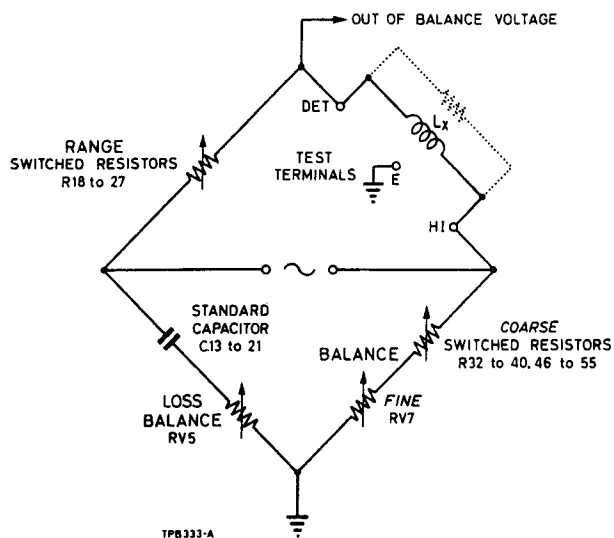 OUT OF BALANCE VOLTAGE
DET
Lx
RANGE
SWITCHED RESISTORS
R18 to 27
TEST
TERMINALS
E
HI
STANDARD
CAPACITOR
C.13 to 21
COARSE
SWITCHED RESISTORS
R32 to 40, 46 to 55
BALANCE
LOSS
BALANCE
RV5
FINE
RV7
TPB333-A